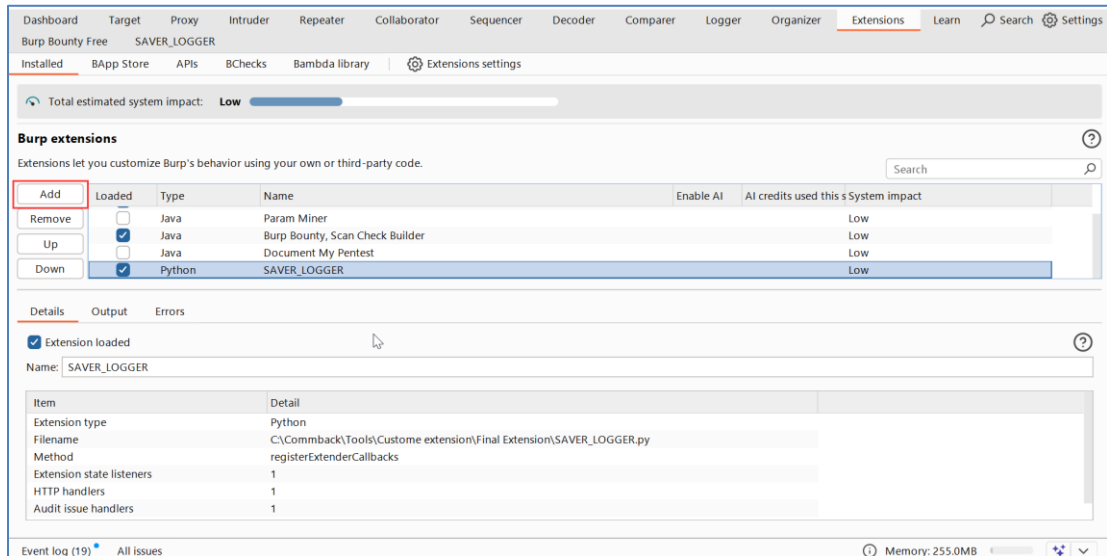 Dashboard Target Proxy Intruder Repeater Collaborator Sequencer Decoder Comparer Logger Organizer Extensions Learn Search Settings
Burp Bounty Free SAVER_LOGGER
Installed BApp Store APIs BChecks Bambda library Extensions settings
Total estimated system impact: Low
Burp extensions
Extensions let you customize Burp's behavior using your own or third-party code.
Search
Add Loaded Type Name Enable AI AI credits used this s System impact
Remove Java Param Miner Low
Up Java Burp Bounty, Scan Check Builder Low
Java Document My Pentest Low
Down Python SAVER_LOGGER Low
Details Output Errors
Extension loaded
Name: SAVER_LOGGER
Item Detail
Extension type Python
Filename C:\Commback\Tools\Custome extension\Final Extension\SAVER_LOGGER.py
Method registerExtenderCallbacks
Extension state listeners 1
HTTP handlers 1
Audit issue handlers 1
Event log (19) All issues Memory: 255.0MB